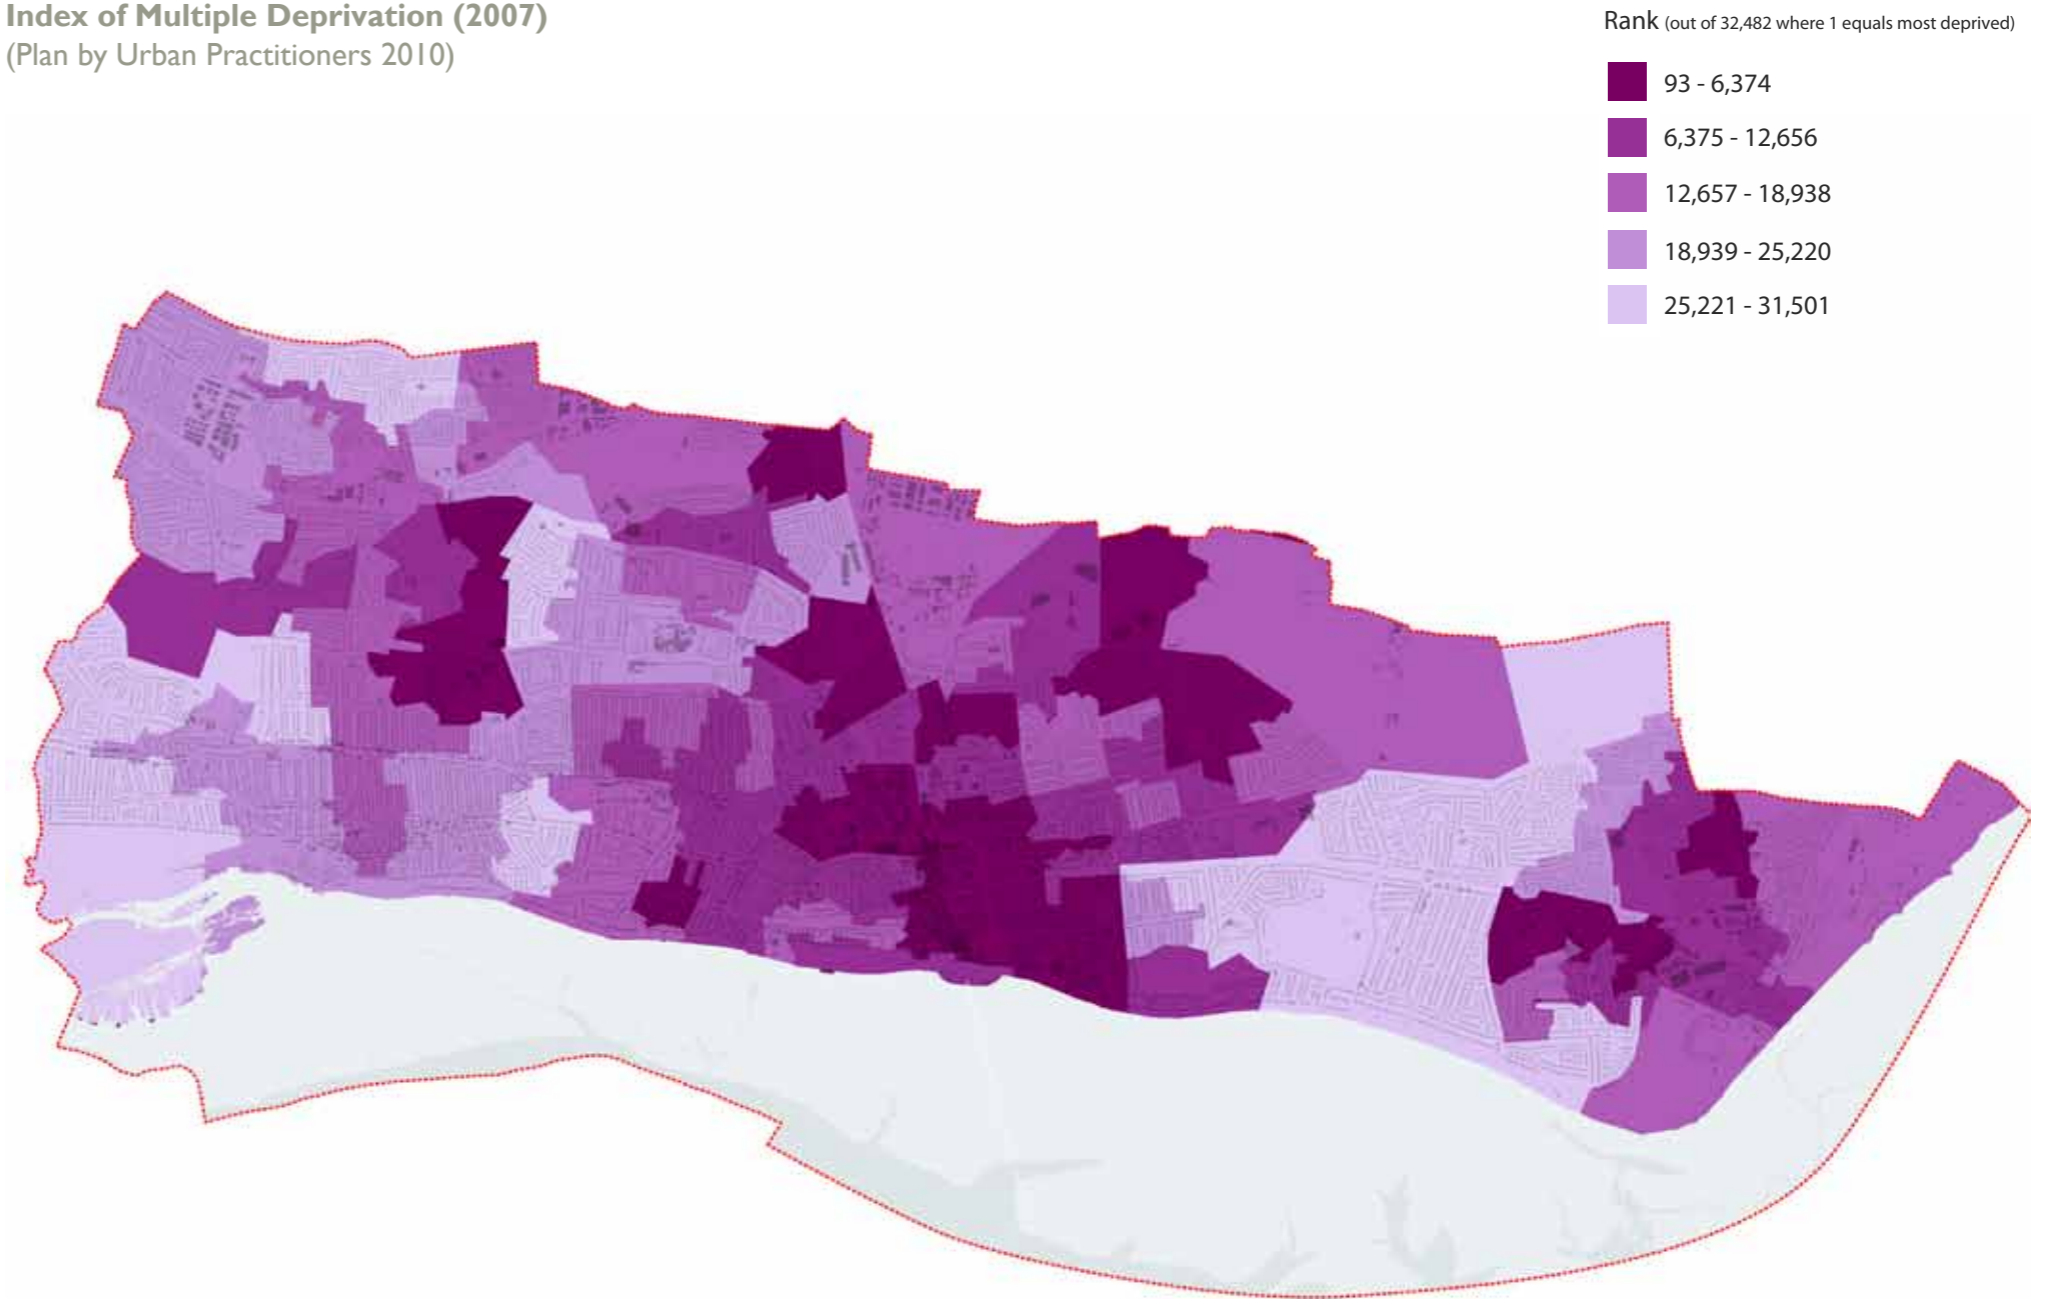 Index of Multiple Deprivation (2007)
(Plan by Urban Practitioners 2010)
Rank (out of 32,482 where 1 equals most deprived)
93 - 6,374
6,375 - 12,656
12,657 - 18,938
18,939 - 25,220
25,221 - 31,501